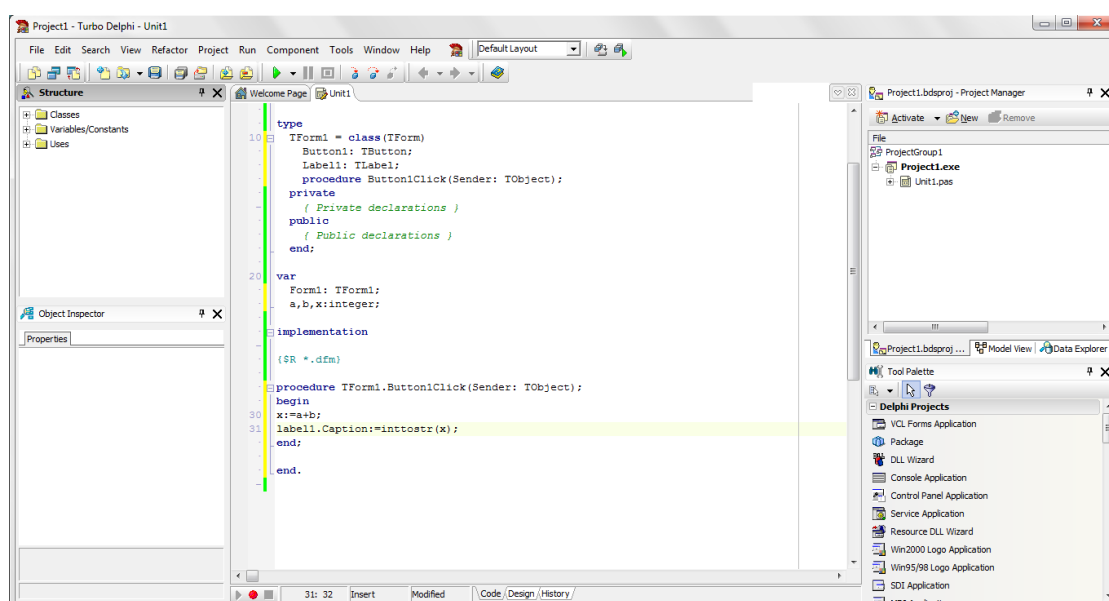 Project1 - Turbo Delphi - Unit1
File Edit Search View Refactor Project Run Component Tools Window Help Default Layout
Structure
Classes
Variables/Constants
Uses
Object Inspector
Properties
Welcome Page Unit1
type
10 TForm1 = class(TForm)
Button1: TButton;
Label1: TLabel;
procedure Button1Click(Sender: TObject);
private
{ Private declarations }
public
{ Public declarations }
end;
20 var
Form1: TForm1;
a,b,x:integer;
implementation
{$R *.dfm}
procedure TForm1.Button1Click(Sender: TObject);
begin
30 x:=a+b;
31 label1.Caption:=inttostr(x);
end;
end.
31: 32 Insert Modified Code Design History
Project1.bdsproj - Project Manager
Activate New Remove
File
ProjectGroup1
Project1.exe
Unit1.pas
Project1.bdsproj ... Model View Data Explorer
Tool Palette
Delphi Projects
VCL Forms Application
Package
DLL Wizard
Console Application
Control Panel Application
Service Application
Resource DLL Wizard
Win2000 Logo Application
Win95/98 Logo Application
SDI Application